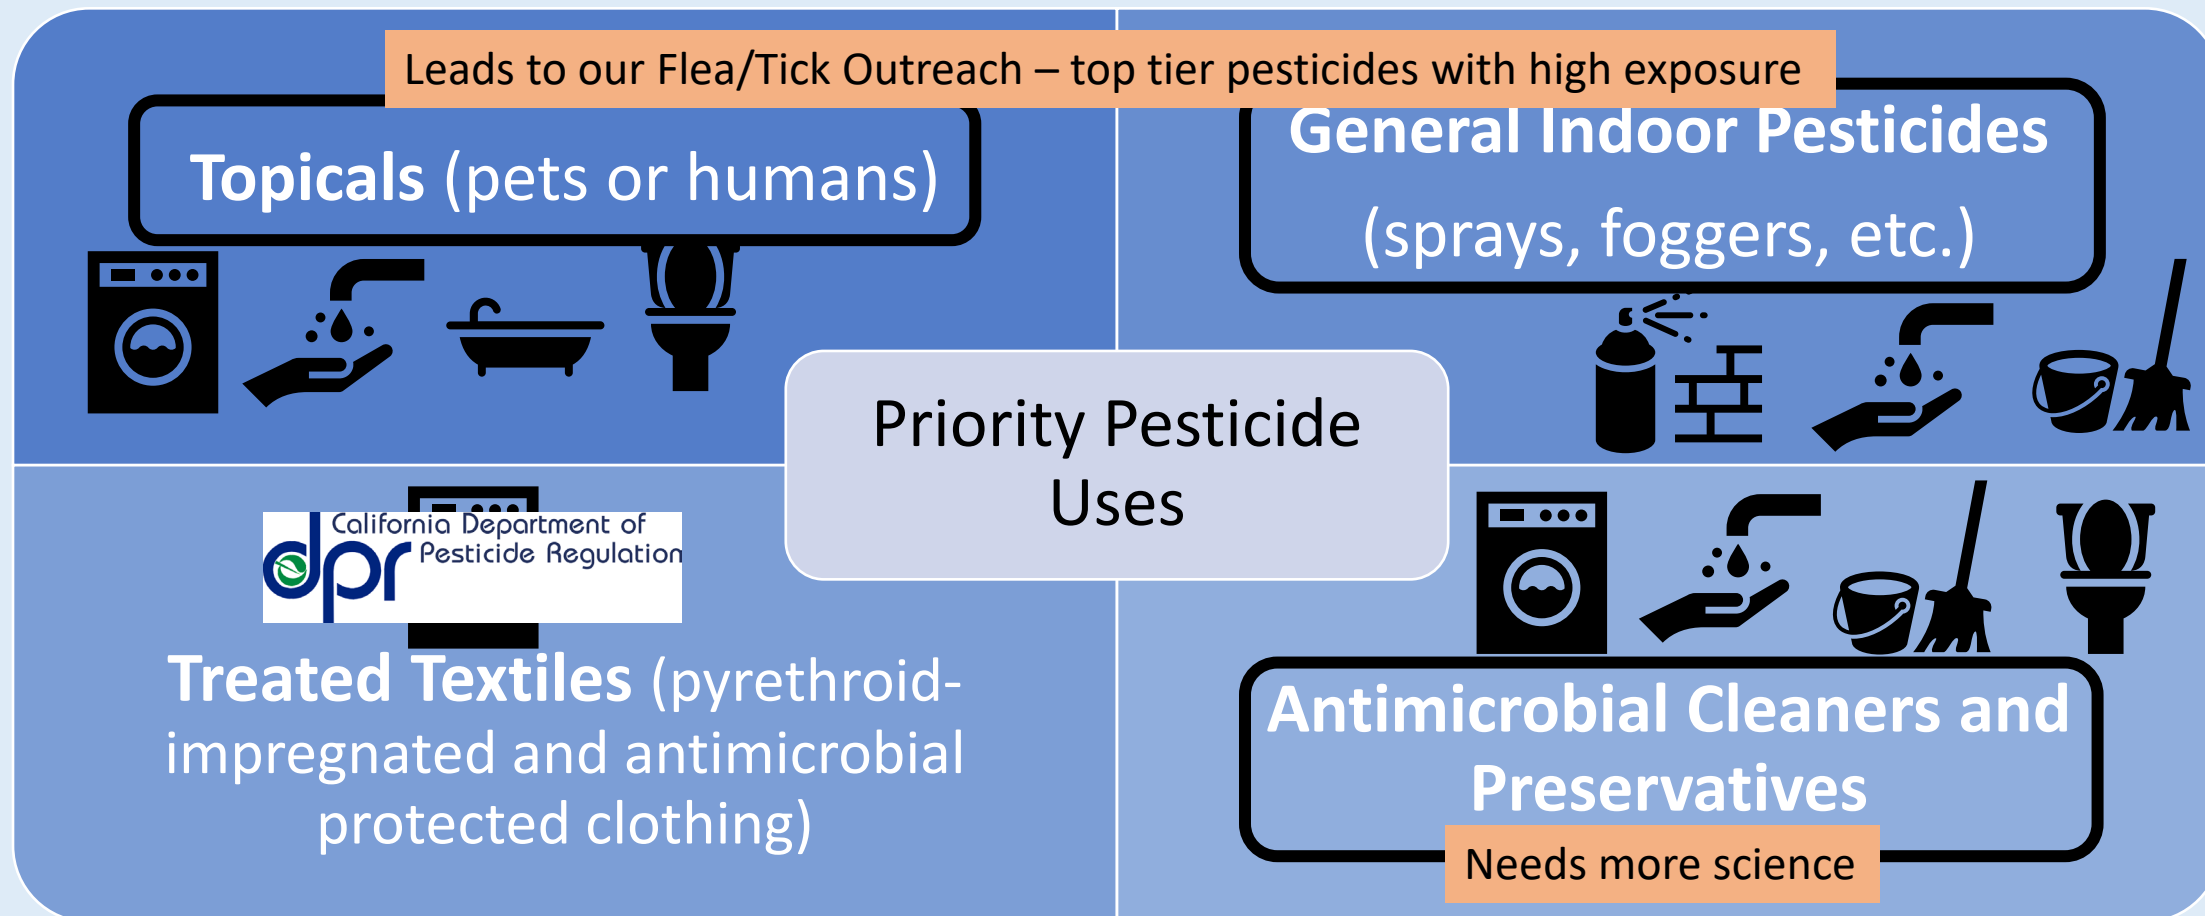 Leads to our Flea/Tick Outreach – top tier pesticides with high exposure
Topicals (pets or humans)
General Indoor Pesticides
(sprays, foggers, etc.)
Priority Pesticide
Uses
California Department of
Pesticide Regulation
dpr
Treated Textiles (pyrethroid-
impregnated and antimicrobial
protected clothing)
Antimicrobial Cleaners and
Preservatives
Needs more science